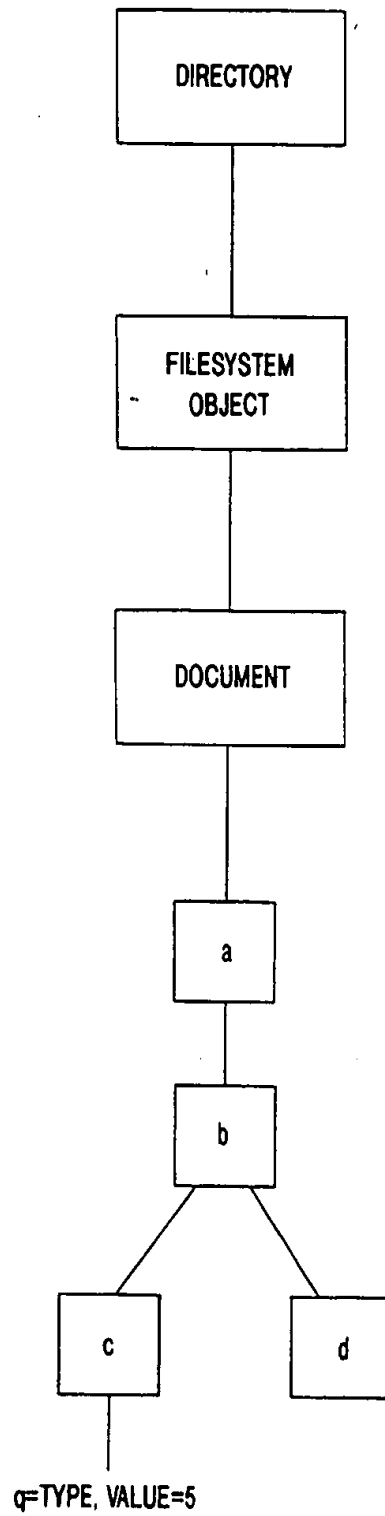 DIRECTORY
FILESYSTEM
OBJECT
DOCUMENT
a
b
c
d
q=TYPE, VALUE=5